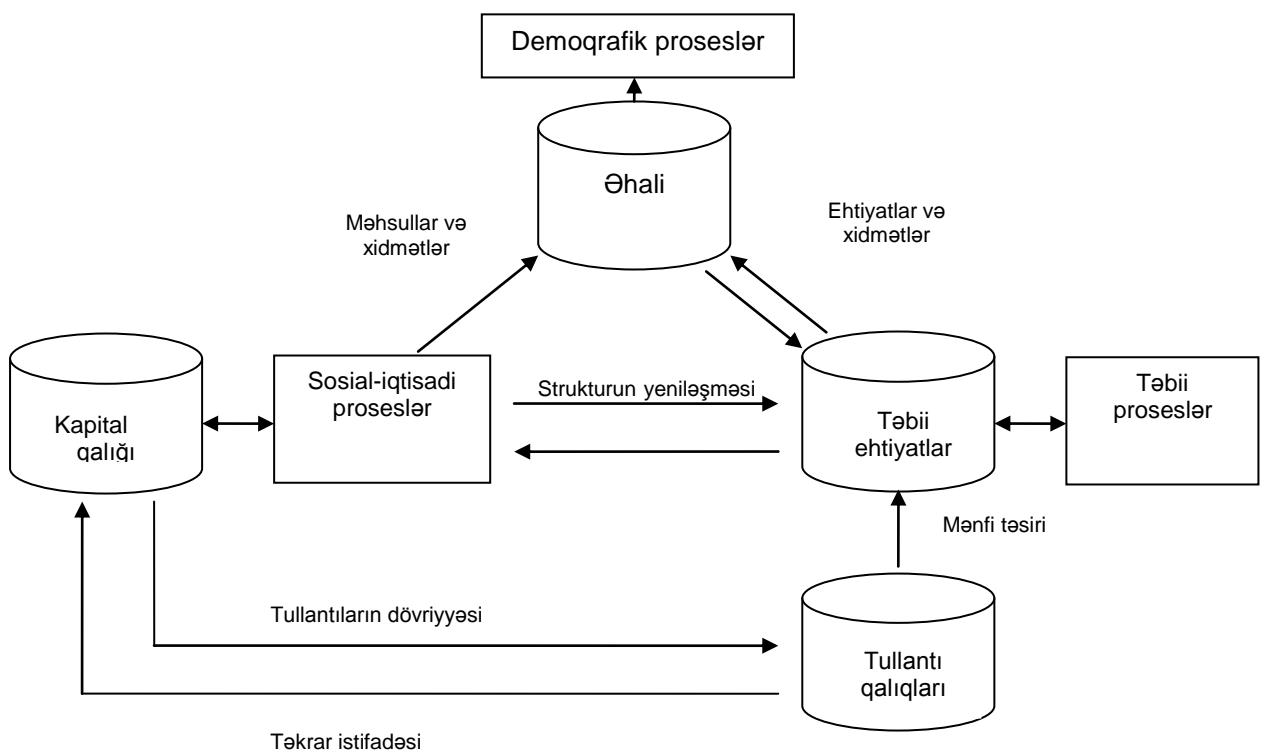 Demoqrafik proseslər
Əhali
Məhsullar və
xidmətlər
Ehtiyatlar və
xidmətlər
Kapital
qalığı
Sosial-iqtisadi
proseslər
Strukturun yeniləşməsi
Təbii
ehtiyatlar
Təbii
proseslər
Mənfi təsiri
Tullantıların dövriyyəsi
Tullantı
qalıqları
Təkrar istifadəsi